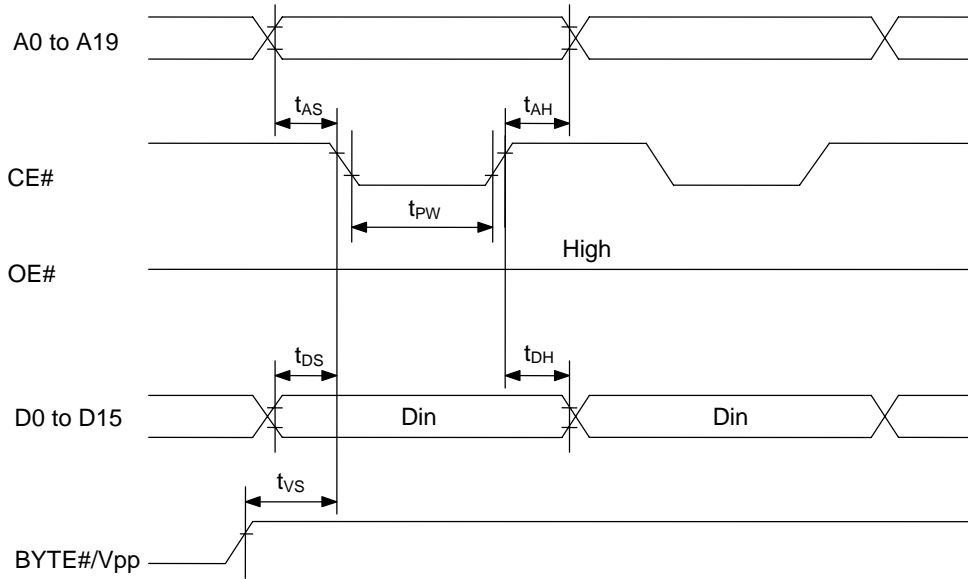 A0 to A19
tAS
tAH
CE#
tPW
High
OE#
tDS
tDH
D0 to D15
Din
Din
tVS
BYTE#/Vpp